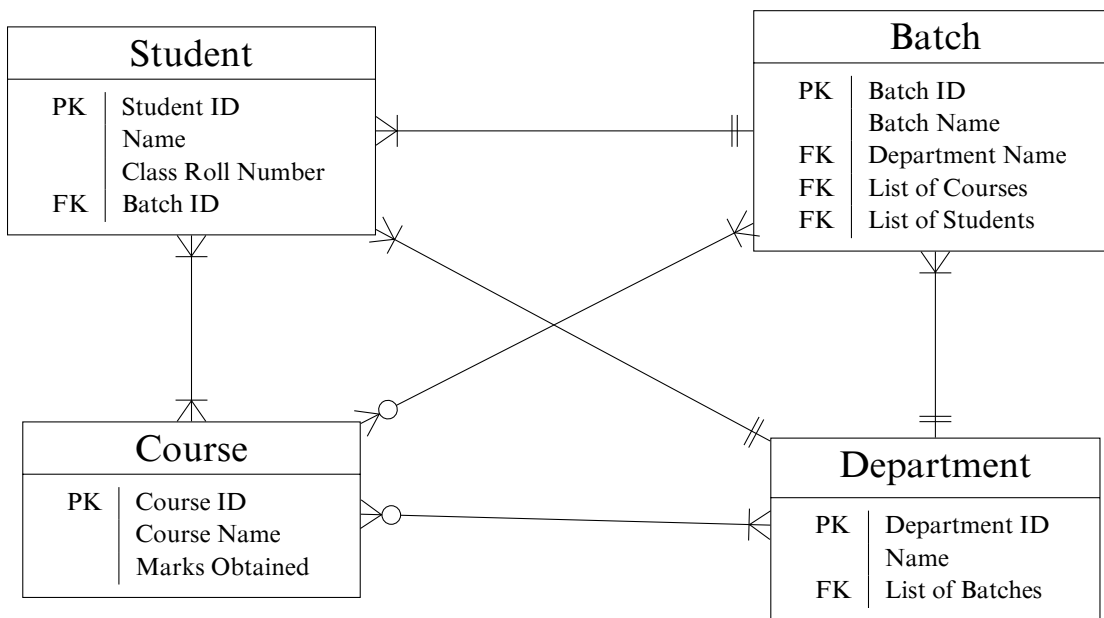 Student
PK Student ID
Name
Class Roll Number
FK Batch ID
Batch
PK Batch ID
Batch Name
FK Department Name
FK List of Courses
FK List of Students
Course
PK Course ID
Course Name
Marks Obtained
Department
PK Department ID
Name
FK List of Batches